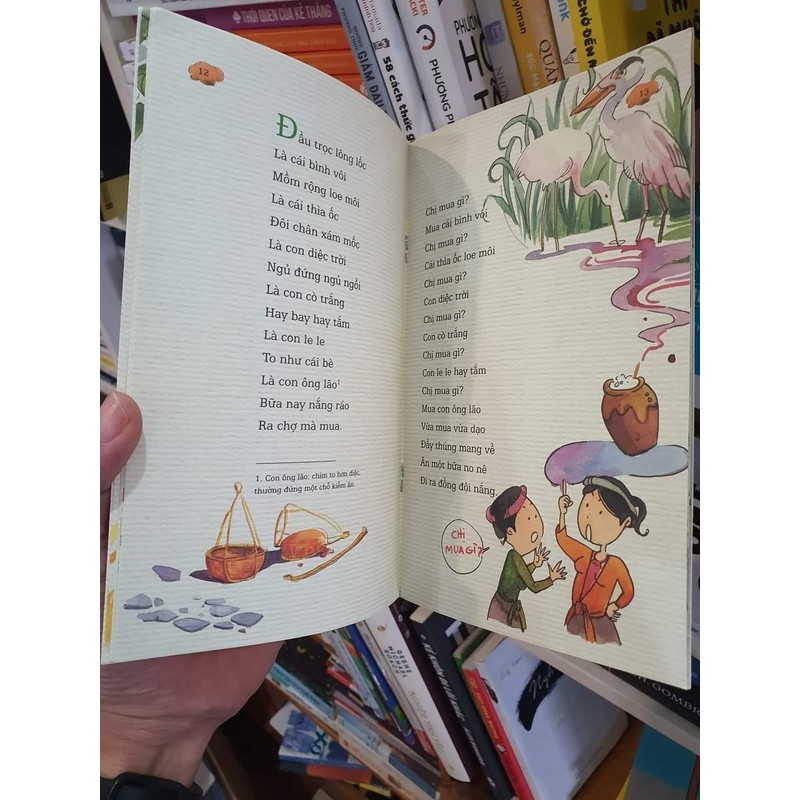 THÓI QUEN CỦA KẺ THẮNG
GIẢM ĐAU
58 cách thức g
PHƯƠNG PH
12
Đầu trọc lông lốc
Là cái bình vôi
Mồm rộng loe môi
Là cái thìa ốc
Đôi chân xám mốc
Là con diệc trời
Ngủ đứng ngủ ngồi
Là con cò trắng
Hay bay hay tắm
Là con le le
To như cái bè
Là con ông lão¹
Bữa nay nắng ráo
Ra chợ mà mua.
1. Con ông lão: chim to hơn diệc,
thường đứng một chỗ kiếm ăn.
13
Chị mua gì?
Mua cái bình vôi
Chị mua gì?
Cái thìa ốc loe môi
Chị mua gì?
Con diệc trời
Chị mua gì?
Con cò trắng
Chị mua gì?
Con le le hay tắm
Chị mua gì?
Mua con ông lão
Vừa mua vừa dạo
Đầy thúng mang về
Ăn một bữa no nê
Đi ra đồng đội nắng.
CHỊ
MUA GÌ?